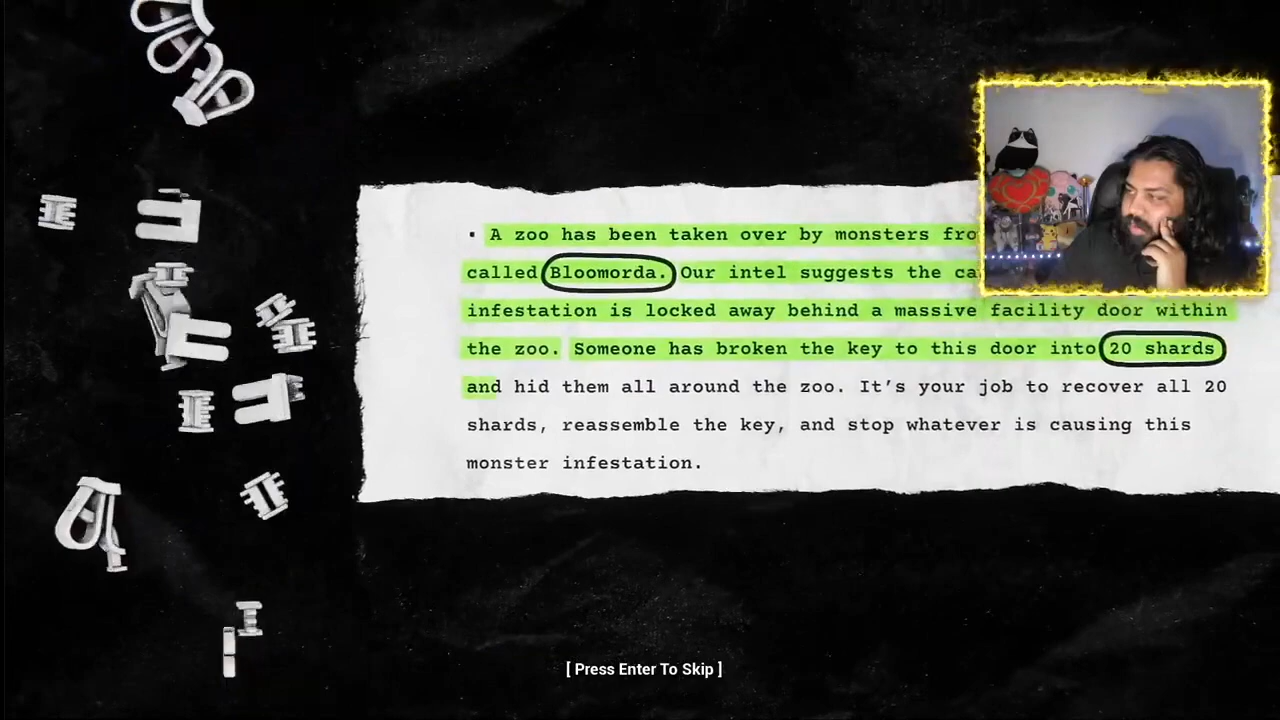 • A zoo has been taken over by monsters
called Bloomorda. Our intel suggests the
infestation is locked away behind a massive facility door within
the zoo. Someone has broken the key to this door into 20 shards
and hid them all around the zoo. It's your job to recover all 20
shards, reassemble the key, and stop whatever is causing this
monster infestation.
[ Press Enter To Skip ]